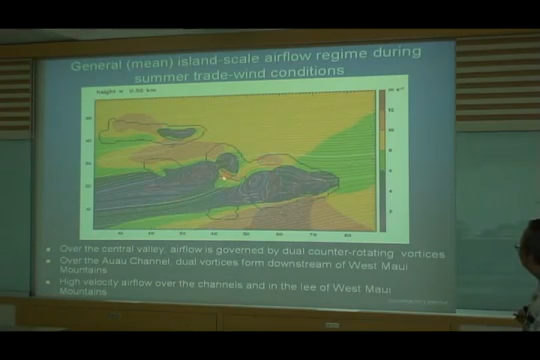 General (mean) island-scale airflow regime during
summer trade-wind conditions
Over the central valley, airflow is governed by dual counter-rotating vortices
Over the Auau Channel, dual vortices form downstream of West Maui
Mountains
High velocity airflow over the channels and in the lee of West Maui
Mountains